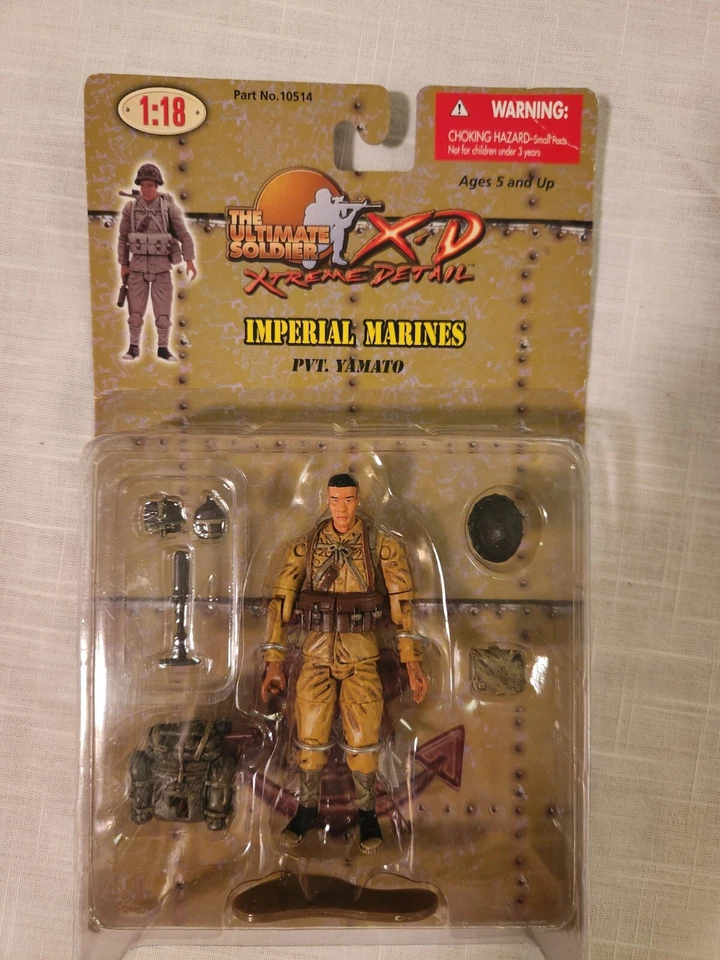 1:18
Part No.10514
WARNING:
CHOKING HAZARD–Small Parts.
Not for children under 3 years
Ages 5 and Up
THE
ULTIMATE
SOLDIER
X-D
XTREME DETAIL™
IMPERIAL MARINES
PVT. YAMATO